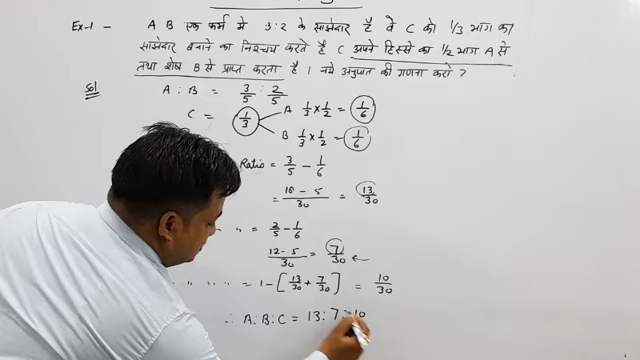 Ex-1 - A B एक फर्म में 3:2 के साझेदार है वे C को 1/3 भाग का
साझेदार बनाने का निश्चय करते है C अपने हिस्से का 1/2 भाग A से
तथा शेष B से प्राप्त करता है । नये अनुपात की गणना करो ?
Sol A : B = 3/5 : 2/5
C = 1/3 A 1/3 × 1/2 = 1/6
B 1/3 × 1/2 = 1/6
Ratio = 3/5 - 1/6
= 18 - 5 / 30 = 13/30
" = 2/5 - 1/6
12 - 5 / 30 = 7/30 ←
" " " " = 1 - [ 13/30 + 7/30 ] = 10/30
∴ A : B : C = 13 : 7 : 10